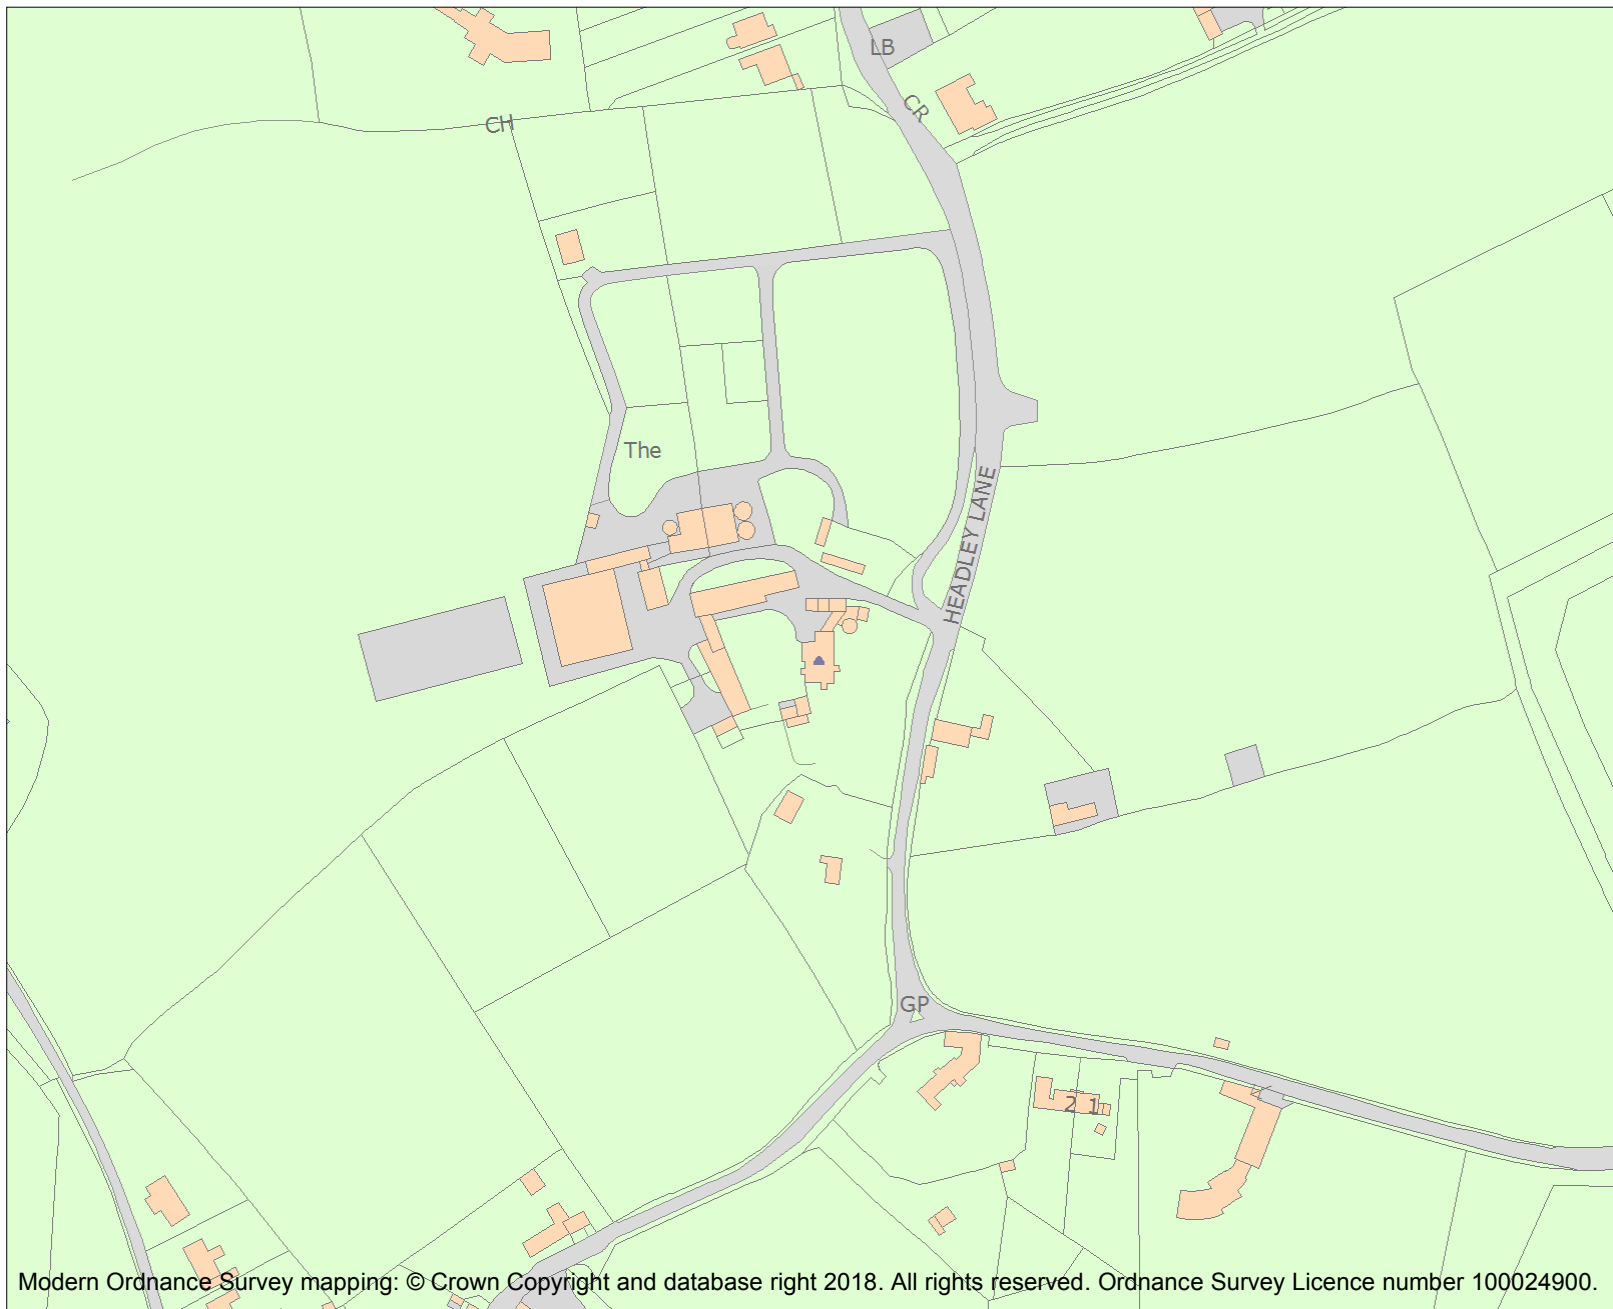 LB
CR
CH
The
HEADLEY LANE
GP
2 1
Modern Ordnance Survey mapping: © Crown Copyright and database right 2018. All rights reserved. Ordnance Survey Licence number 100024900.